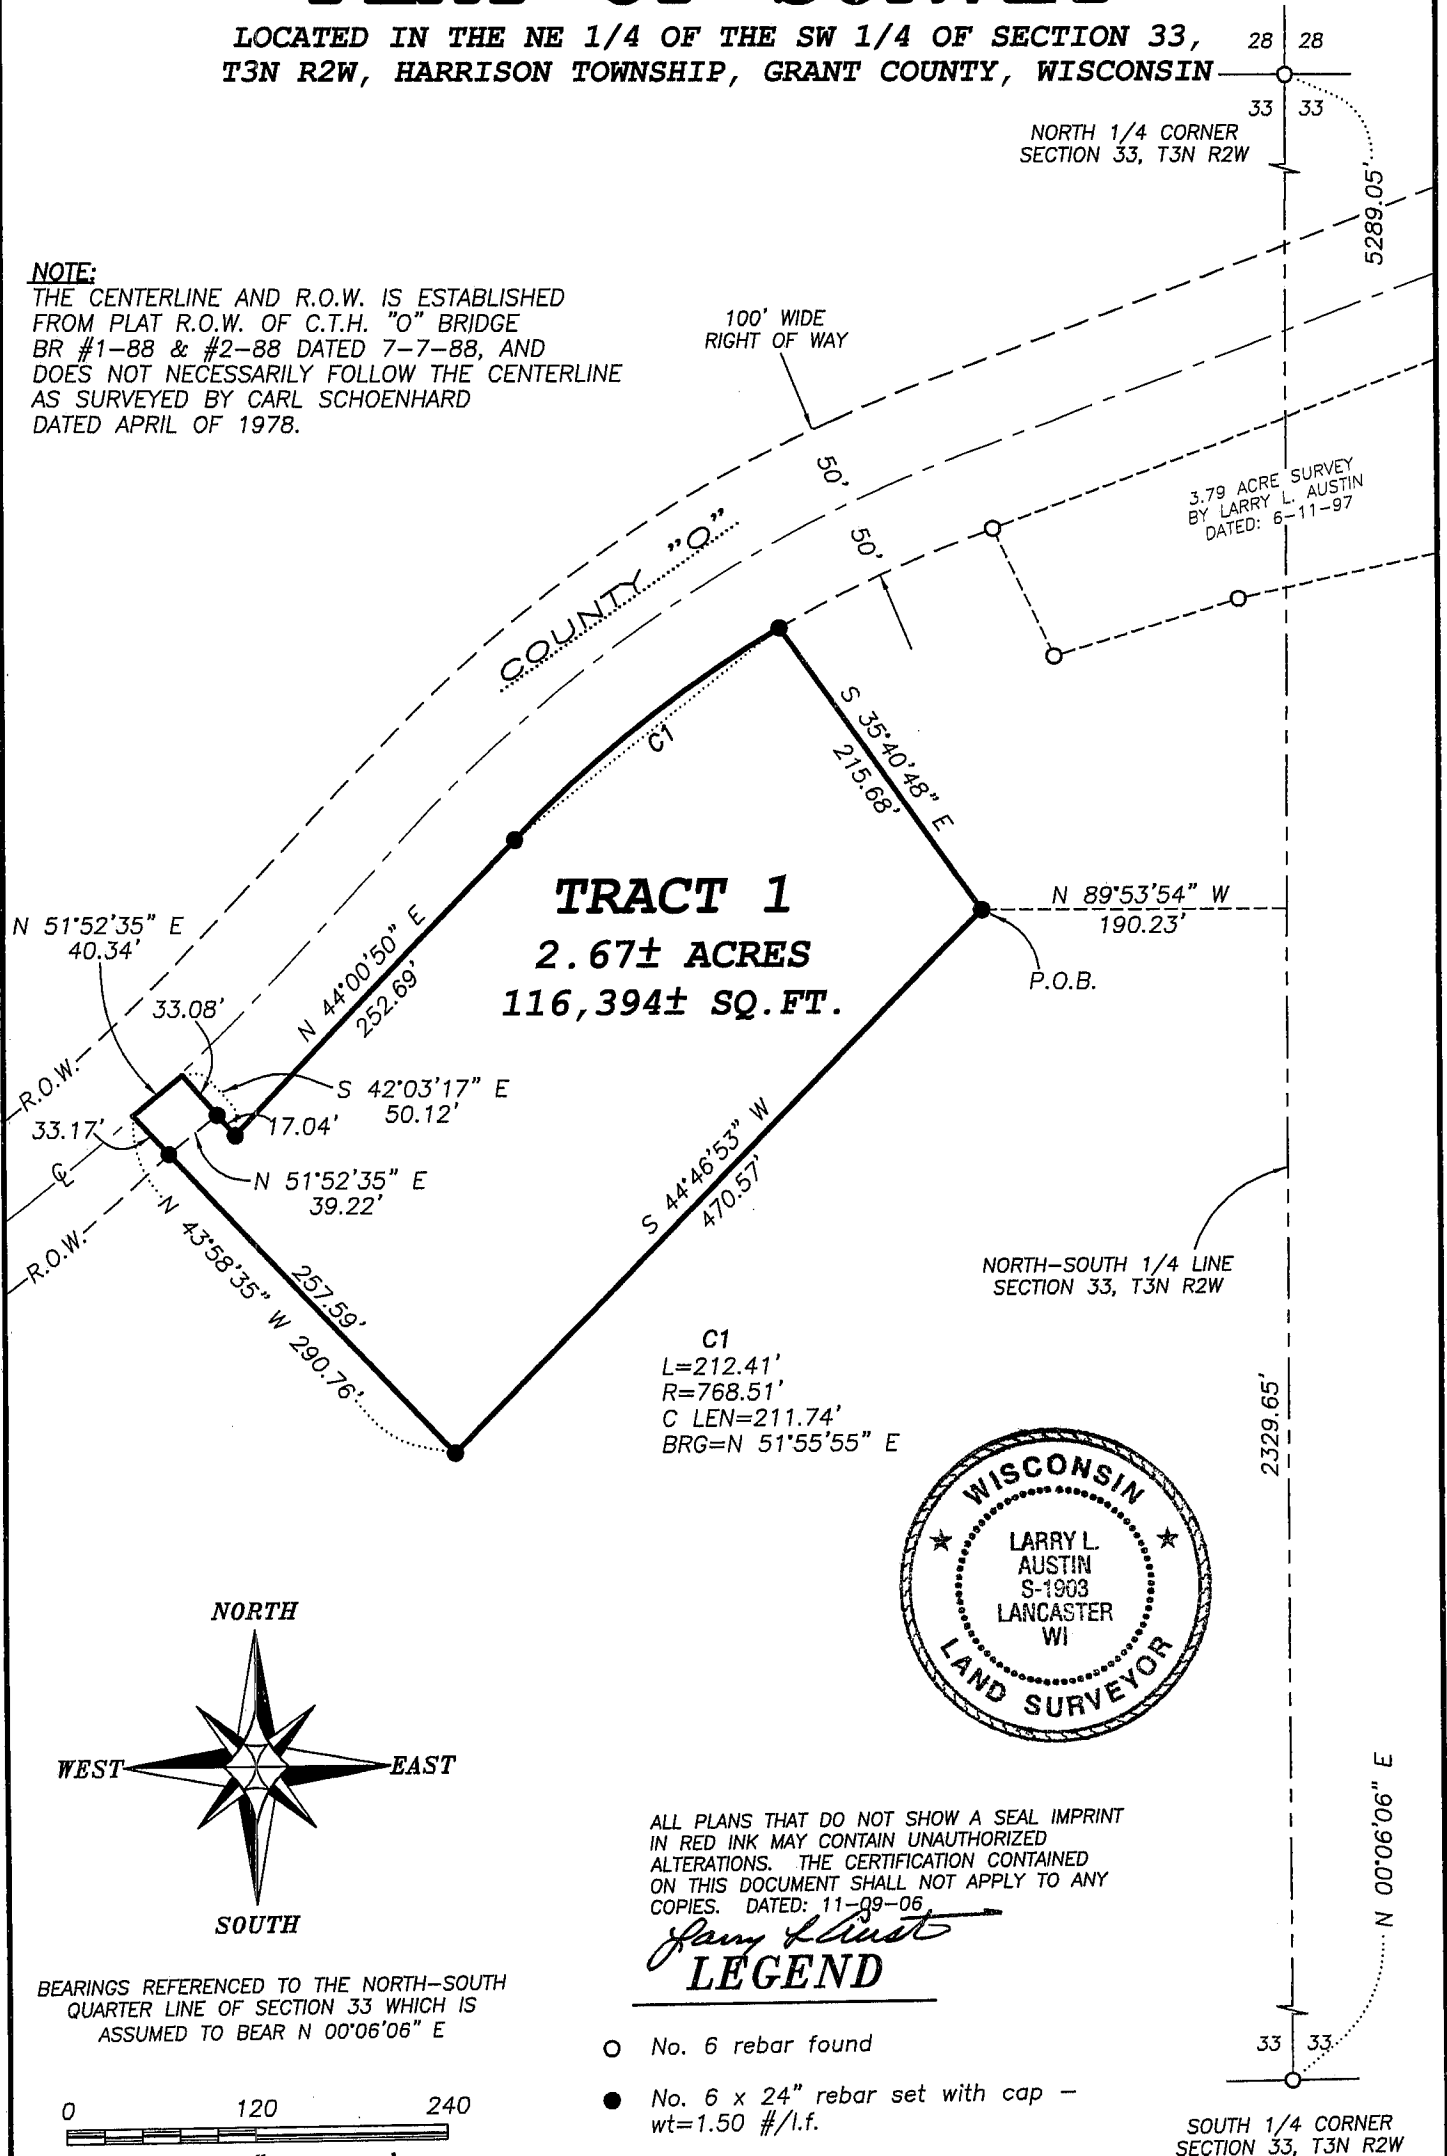 LOCATED IN THE NE 1/4 OF THE SW 1/4 OF SECTION 33,
T3N R2W, HARRISON TOWNSHIP, GRANT COUNTY, WISCONSIN
28 28
33 33
NORTH 1/4 CORNER
SECTION 33, T3N R2W
5289.05'
NOTE:
THE CENTERLINE AND R.O.W. IS ESTABLISHED
FROM PLAT R.O.W. OF C.T.H. "O" BRIDGE
BR #1-88 & #2-88 DATED 7-7-88, AND
DOES NOT NECESSARILY FOLLOW THE CENTERLINE
AS SURVEYED BY CARL SCHOENHARD
DATED APRIL OF 1978.
100' WIDE
RIGHT OF WAY
50'
50'
COUNTY "O"
3.79 ACRE SURVEY
BY LARRY L. AUSTIN
DATED: 6-11-97
C1
S 35°40'48" E
215.68'
TRACT 1
2.67± ACRES
116,394± SQ.FT.
N 89°53'54" W
190.23'
P.O.B.
N 51°52'35" E
40.34'
33.08'
N 44°00'50" E
252.69'
R.O.W.
S 42°03'17" E
50.12'
33.17'
17.04'
℄
N 51°52'35" E
39.22'
R.O.W.
S 44°46'53" W
470.57'
N 43°58'35" W 290.76'
257.59'
NORTH-SOUTH 1/4 LINE
SECTION 33, T3N R2W
C1
L=212.41'
R=768.51'
C LEN=211.74'
BRG=N 51°55'55" E
2329.65'
WISCONSIN
LARRY L.
AUSTIN
S-1903
LANCASTER
WI
LAND SURVEYOR
NORTH
WEST
EAST
SOUTH
N 00°06'06" E
ALL PLANS THAT DO NOT SHOW A SEAL IMPRINT
IN RED INK MAY CONTAIN UNAUTHORIZED
ALTERATIONS. THE CERTIFICATION CONTAINED
ON THIS DOCUMENT SHALL NOT APPLY TO ANY
COPIES. DATED: 11-09-06
Larry L Austin
LEGEND
BEARINGS REFERENCED TO THE NORTH-SOUTH
QUARTER LINE OF SECTION 33 WHICH IS
ASSUMED TO BEAR N 00°06'06" E
No. 6 rebar found
No. 6 x 24" rebar set with cap -
wt=1.50 #/l.f.
0 120 240
33 33
SOUTH 1/4 CORNER
SECTION 33, T3N R2W